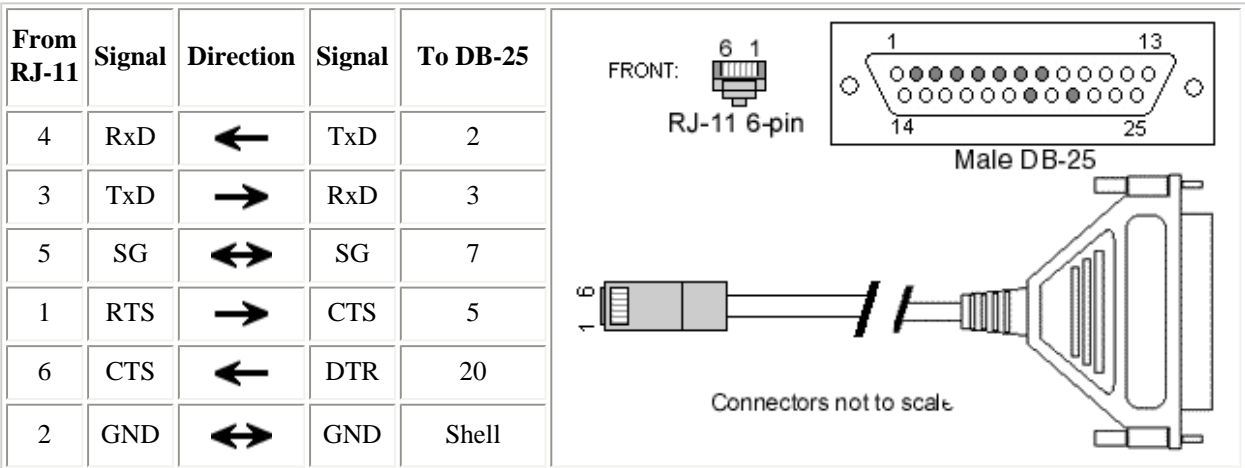 From RJ-11 Signal Direction Signal To DB-25
4 RxD ← TxD 2
3 TxD → RxD 3
5 SG ↔ SG 7
1 RTS → CTS 5
6 CTS ← DTR 20
2 GND ↔ GND Shell
FRONT:
6 1
RJ-11 6-pin
1 13
14 25
Male DB-25
1 6
Connectors not to scale